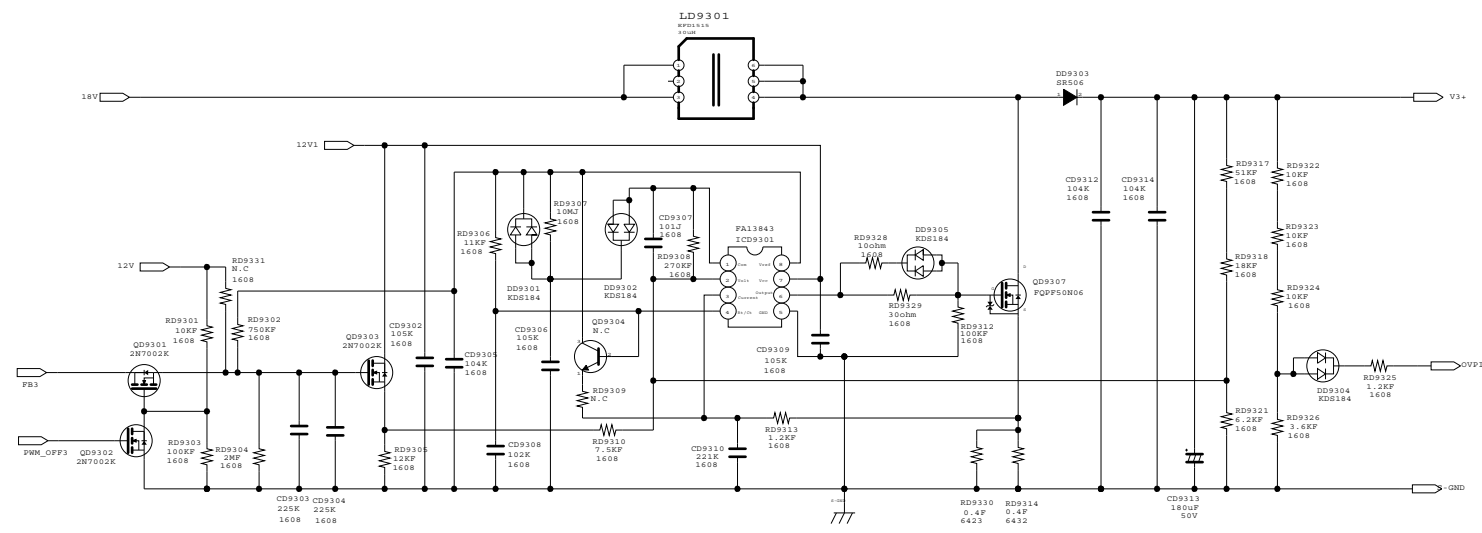 LD9301
EFD1515
30uH
DD9303
SR506
18V
V3+
12V1
RD9317
51KF
1608
RD9322
10KF
1608
CD9312
104K
1608
CD9314
104K
1608
RD9307
10MJ
1608
CD9307
101J
1608
RD9306
11KF
1608
FA13843
ICD9301
RD9328
10ohm
1608
DD9305
KDS184
RD9323
10KF
1608
RD9308
270KF
1608
RD9318
18KF
1608
12V
RD9331
N.C
1608
QD9307
FQPF50N06
DD9301
KDS184
DD9302
KDS184
RD9324
10KF
1608
RD9329
30ohm
1608
RD9312
100KF
1608
RD9301
10KF
1608
RD9302
750KF
1608
CD9302
105K
1608
QD9304
N.C
CD9306
105K
1608
QD9303
2N7002K
QD9301
2N7002K
CD9309
105K
1608
CD9305
104K
1608
FB3
OVP1
RD9325
1.2KF
1608
DD9304
KDS184
RD9309
N.C
RD9321
6.2KF
1608
RD9326
3.6KF
1608
PWM_OFF3
QD9302
2N7002K
RD9303
100KF
1608
RD9304
2MF
1608
RD9305
12KF
1608
CD9308
102K
1608
RD9310
7.5KF
1608
RD9313
1.2KF
1608
CD9310
221K
1608
CD9303
225K
1608
CD9304
225K
1608
RD9330
0.4F
6423
RD9314
0.4F
6432
CD9313
180uF
50V
S-GND